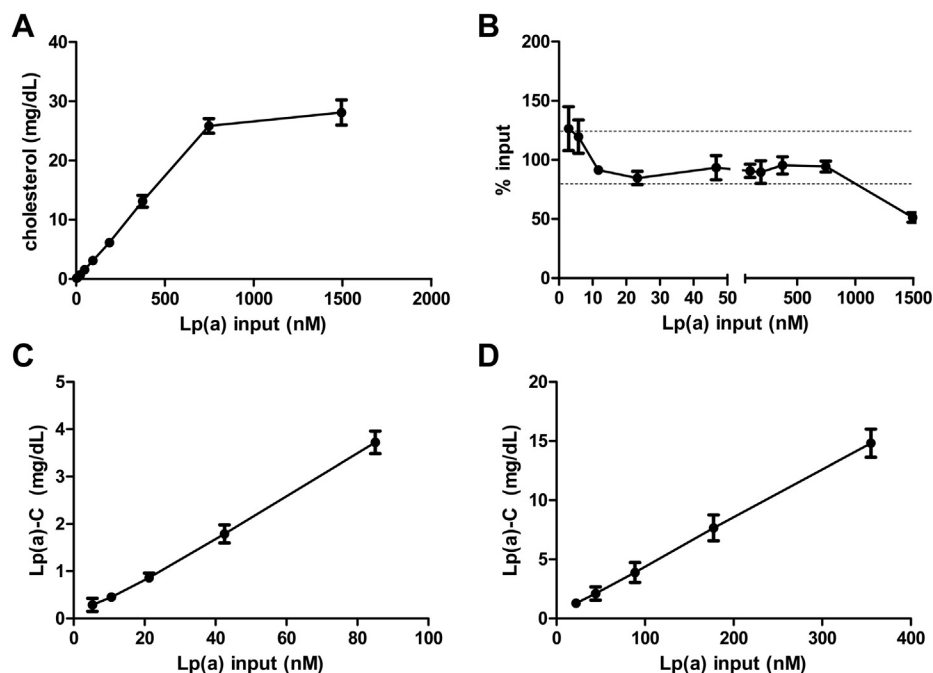 A
cholesterol (mg/dL)
40
30
20
10
0
0 500 1000 1500 2000
Lp(a) input (nM)
B
% input
200
150
100
50
0
0 10 20 30 40 50 500 1000 1500
Lp(a) input (nM)
C
Lp(a)-C (mg/dL)
5
4
3
2
1
0
0 20 40 60 80 100
Lp(a) input (nM)
D
Lp(a)-C (mg/dL)
20
15
10
5
0
0 100 200 300 400
Lp(a) input (nM)